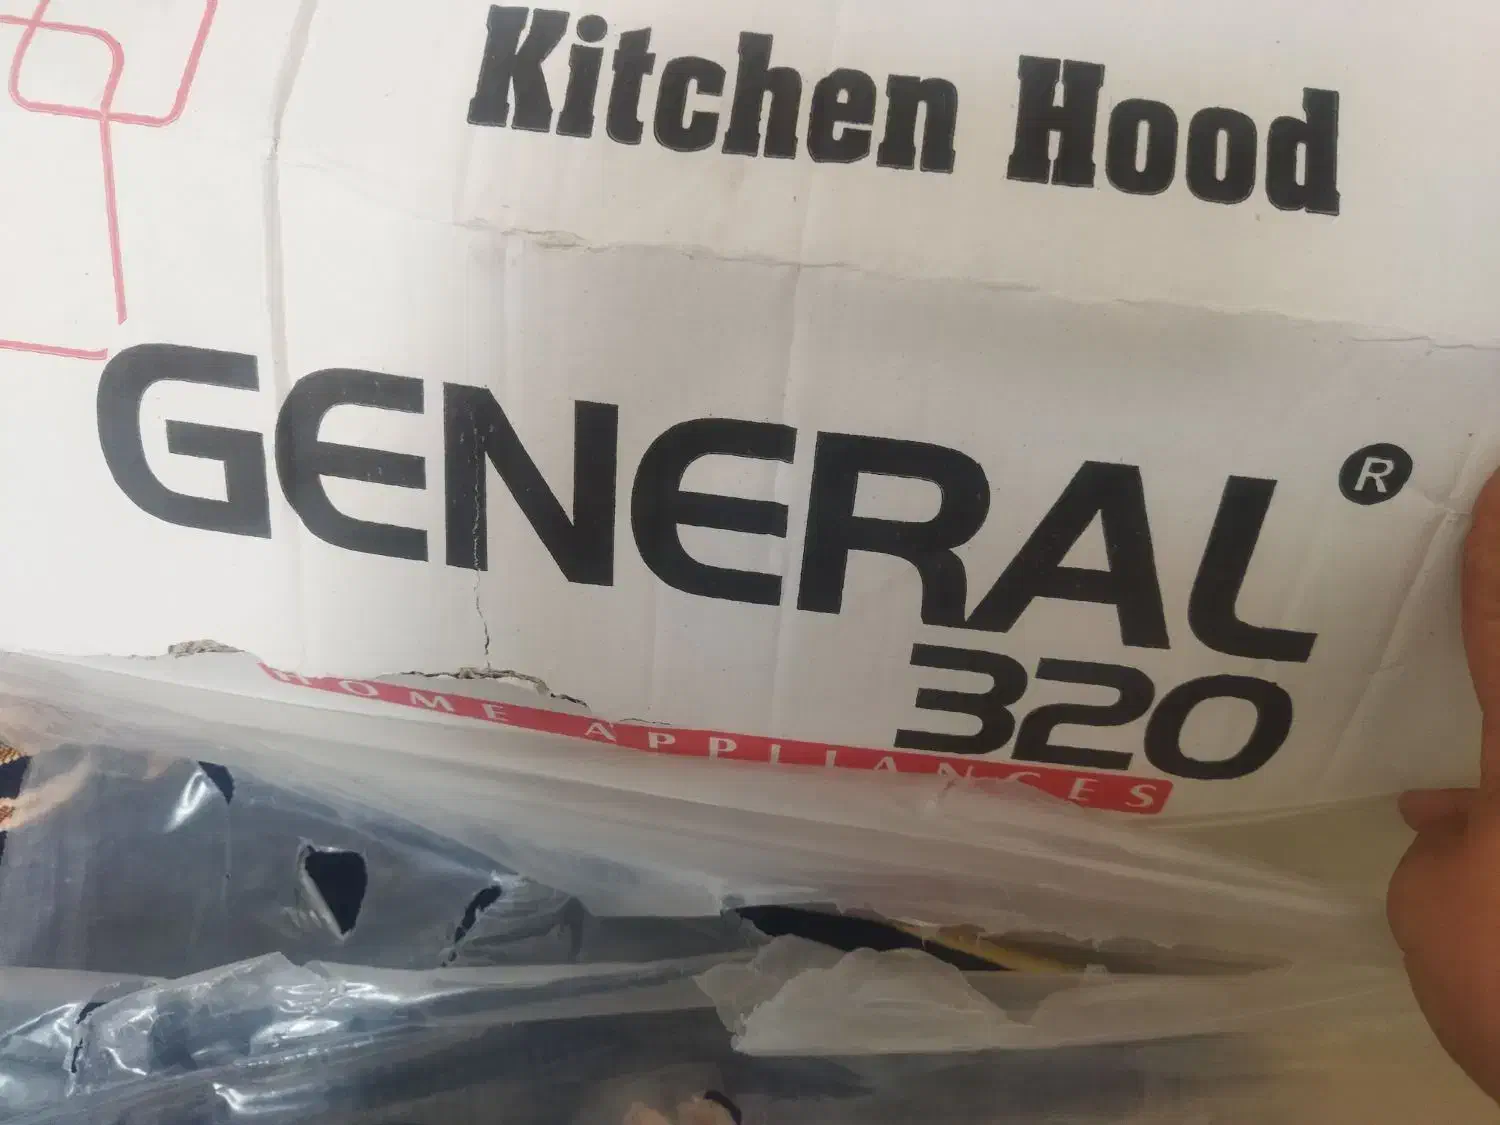 Kitchen Hood
GENERAL ®
320
HOME APPLIANCES